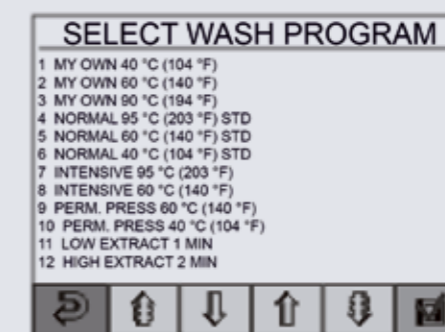 SELECT WASH PROGRAM
1 MY OWN 40 °C (104 °F)
2 MY OWN 60 °C (140 °F)
3 MY OWN 90 °C (194 °F)
4 NORMAL 95 °C (203 °F) STD
5 NORMAL 60 °C (140 °F) STD
6 NORMAL 40 °C (104 °F) STD
7 INTENSIVE 95 °C (203 °F)
8 INTENSIVE 60 °C (140 °F)
9 PERM. PRESS 60 °C (140 °F)
10 PERM. PRESS 40 °C (104 °F)
11 LOW EXTRACT 1 MIN
12 HIGH EXTRACT 2 MIN